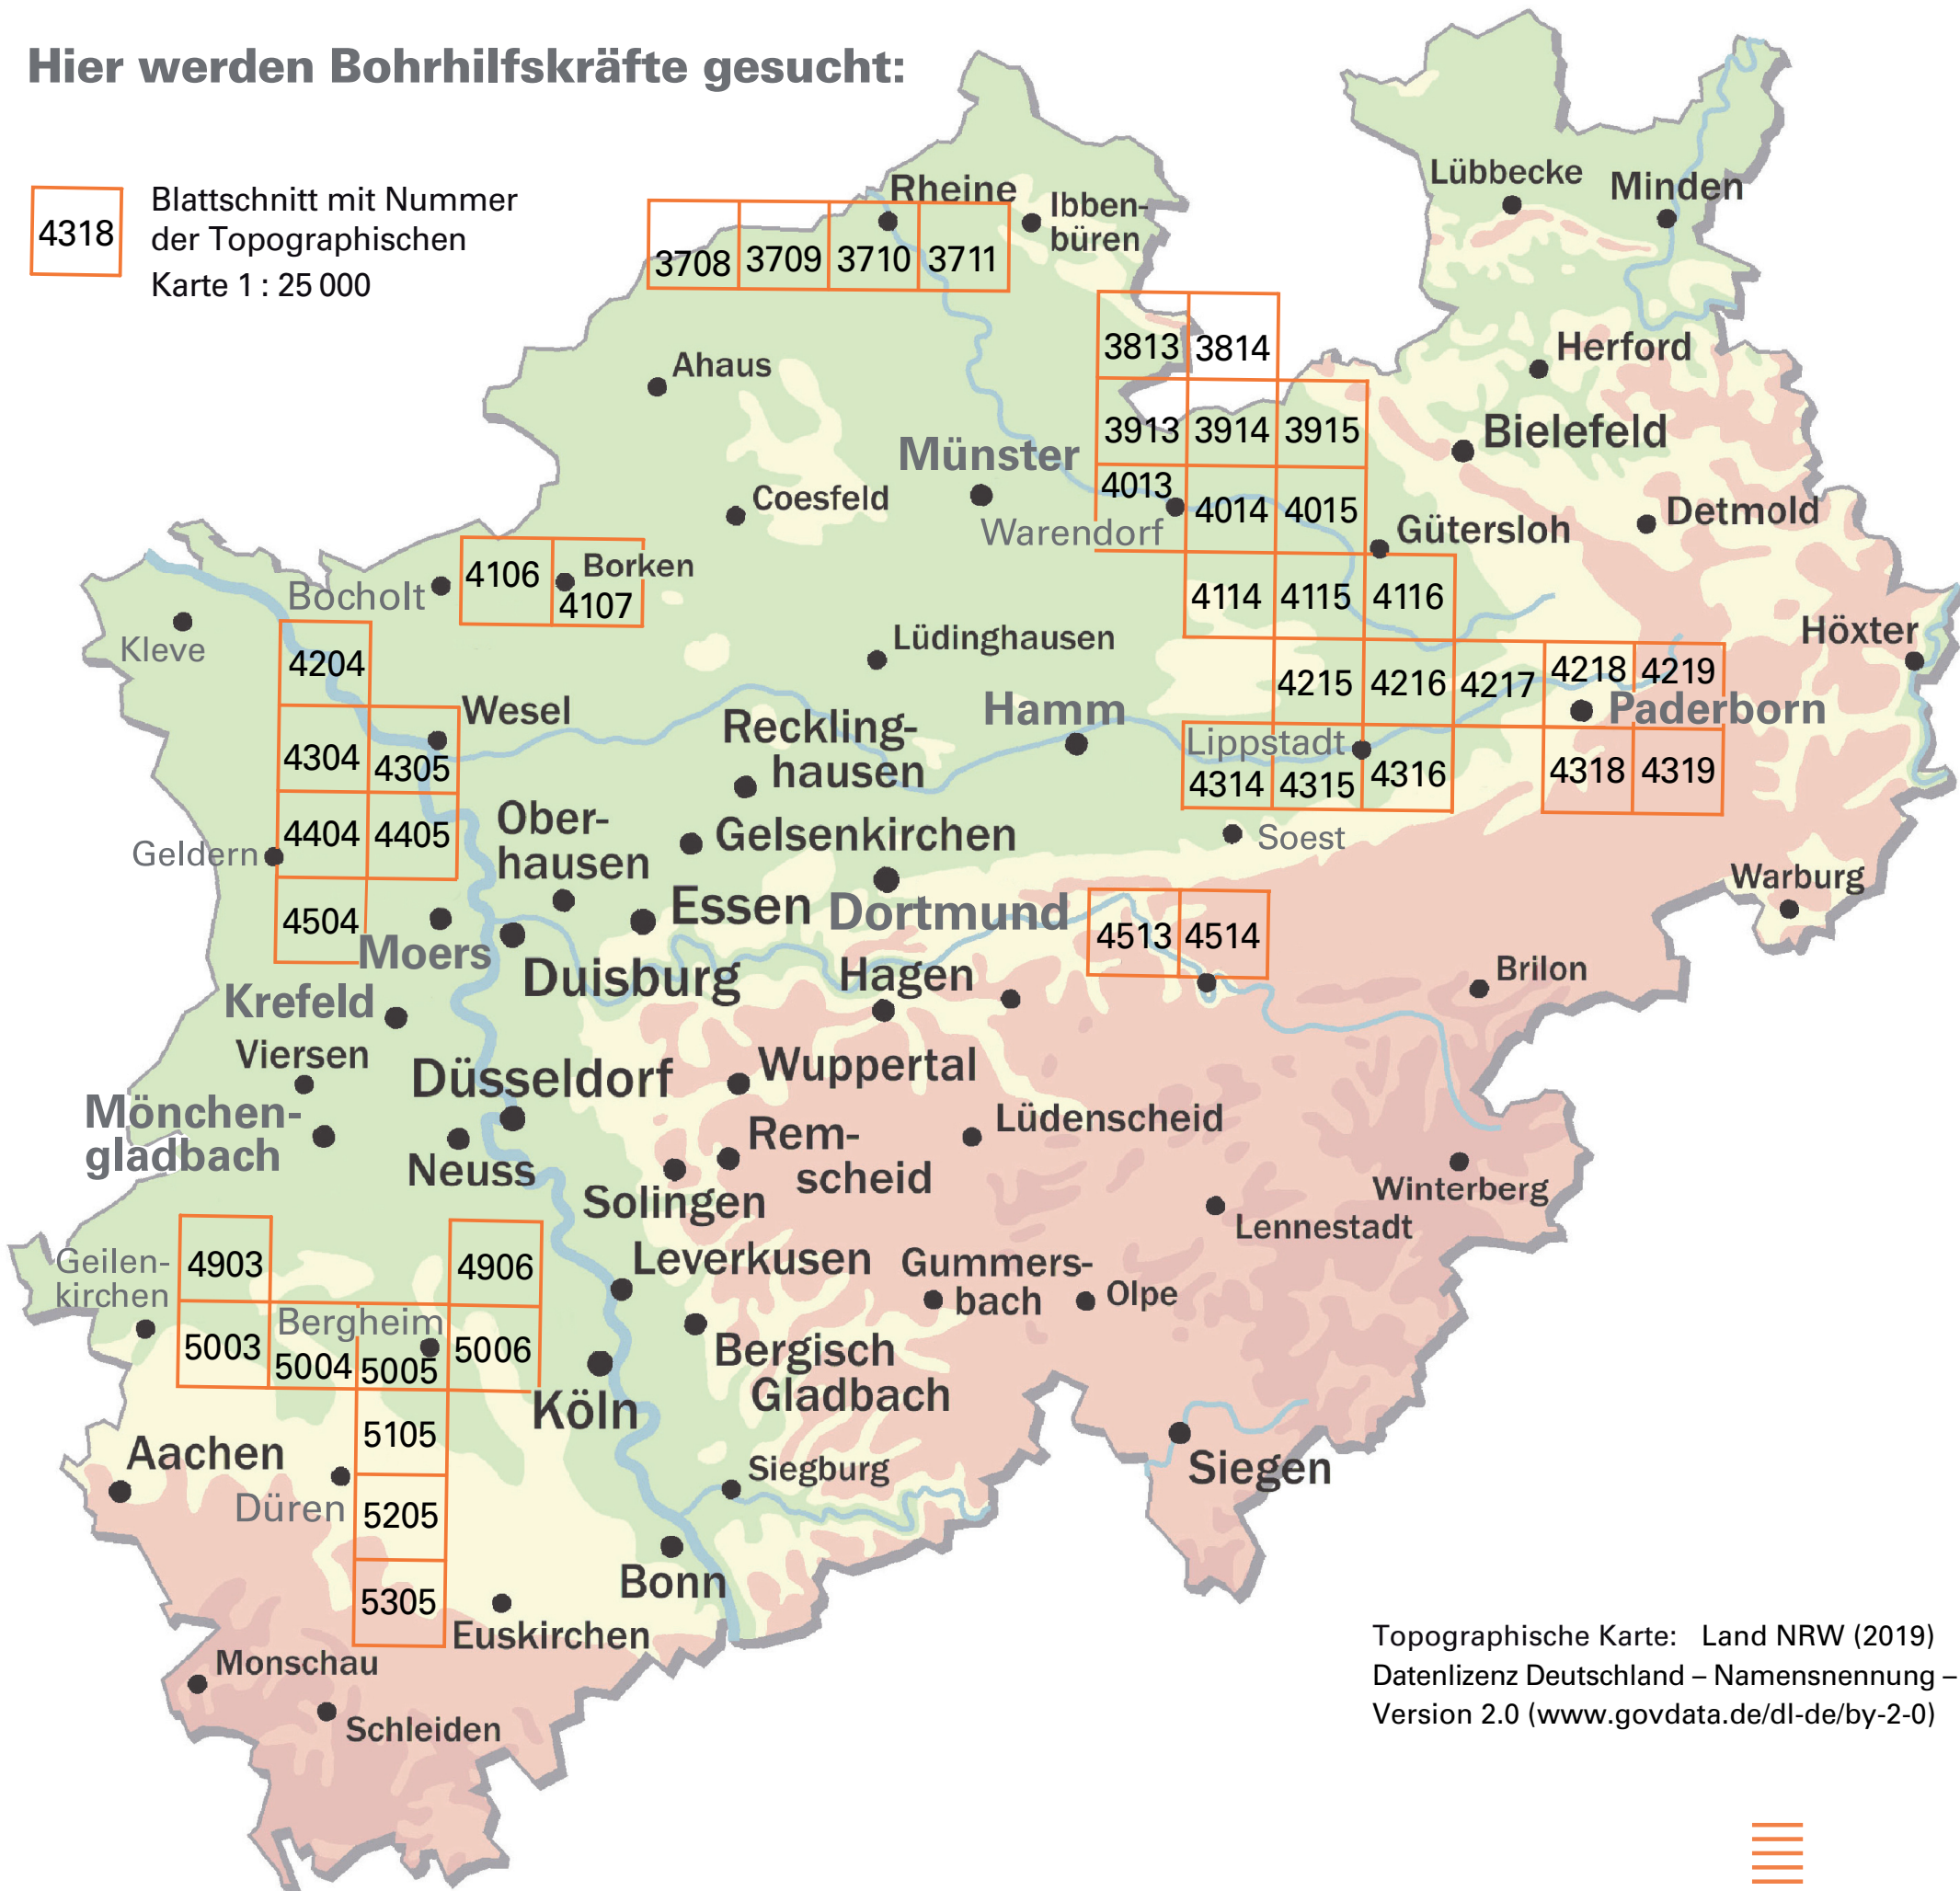 Hier werden Bohrhilfskräfte gesucht:
4318
Blattschnitt mit Nummer
der Topographischen
Karte 1 : 25 000
Lübbecke
Minden
Rheine
Ibben-
büren
3708 3709 3710 3711
3813 3814
Herford
Ahaus
3913 3914 3915
Bielefeld
Münster
4013
4014 4015
Coesfeld
Warendorf
Gütersloh
Detmold
4106
Borken
4107
Bocholt
4114 4115 4116
Kleve
Lüdinghausen
Höxter
4204
4215 4216 4217
4218 4219
Wesel
Paderborn
Reckling-
hausen
Hamm
Lippstadt
4304 4305
4314 4315 4316
4318 4319
Ober-
hausen
4404 4405
Gelsenkirchen
Geldern
Soest
Warburg
Essen
Dortmund
4504
4513 4514
Moers
Duisburg
Hagen
Brilon
Krefeld
Viersen
Düsseldorf
Wuppertal
Mönchen-
gladbach
Lüdenscheid
Rem-
scheid
Neuss
Solingen
Winterberg
Lennestadt
4903
4906
Geilen-
kirchen
Leverkusen
Gummers-
bach
Olpe
Bergheim
5003 5004 5005 5006
Bergisch
Gladbach
Köln
5105
Aachen
Siegburg
Siegen
Düren
5205
Bonn
5305
Euskirchen
Monschau
Schleiden
Topographische Karte: Land NRW (2019)
Datenlizenz Deutschland – Namensnennung –
Version 2.0 (www.govdata.de/dl-de/by-2-0)